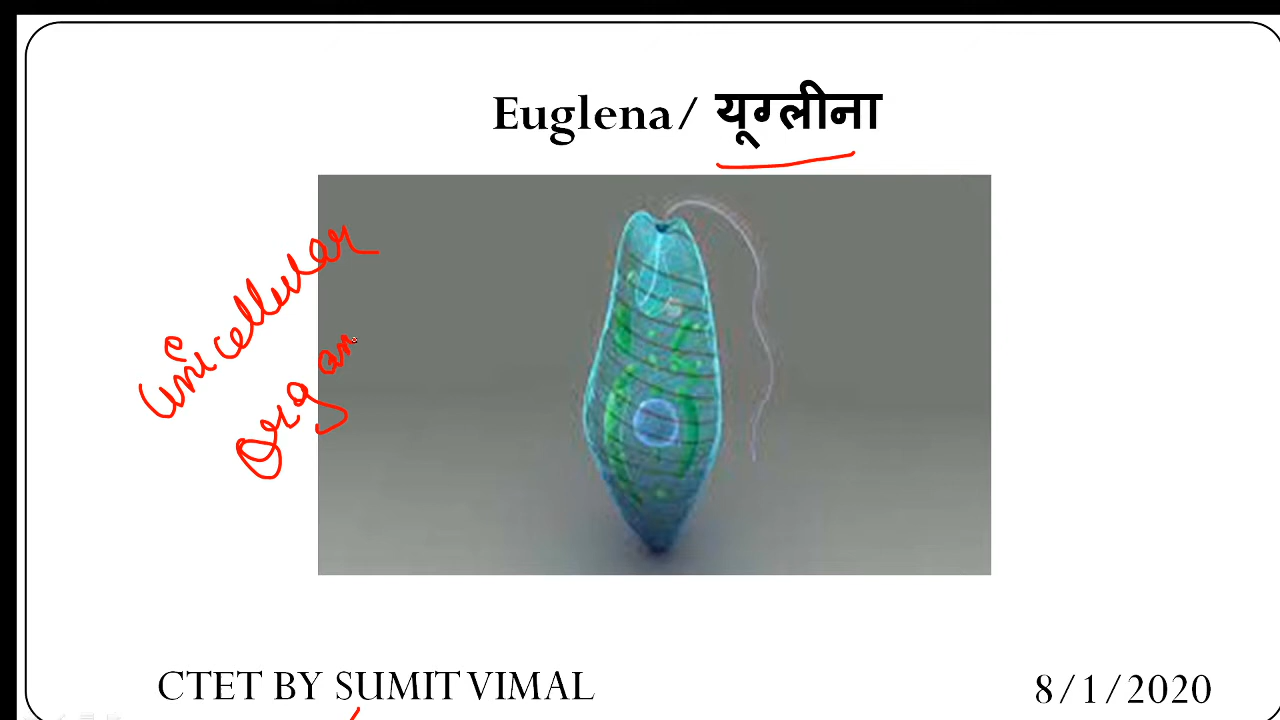 Euglena/ यूग्लीना
Unicellular
Organ
CTET BY SUMIT VIMAL
8/1/2020